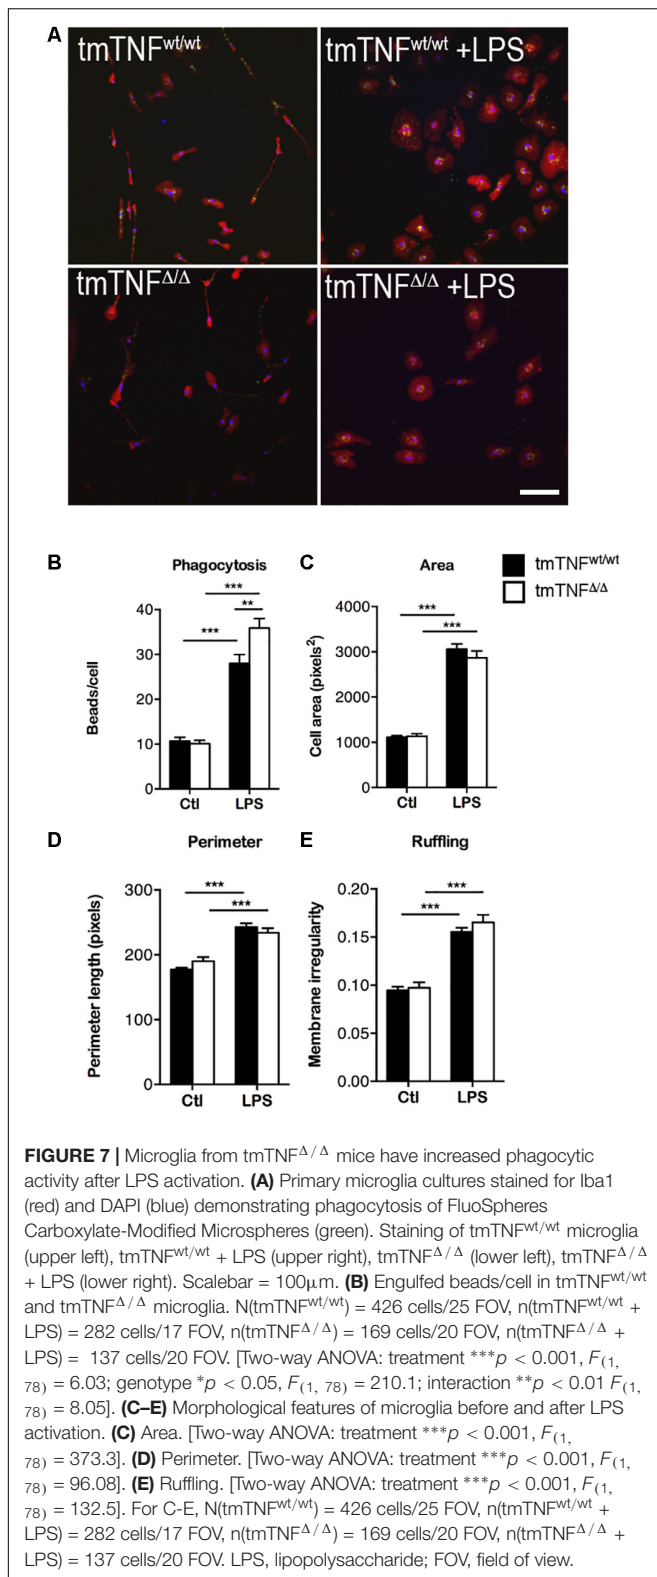 A
tmTNFwt/wt
tmTNFwt/wt +LPS
tmTNFΔ/Δ
tmTNFΔ/Δ +LPS
B
Phagocytosis
Beads/cell
40
30
20
10
0
***
***
**
Ctl
LPS
C
Area
Cell area (pixels2)
4000
3000
2000
1000
0
***
***
Ctl
LPS
tmTNFwt/wt
tmTNFΔ/Δ
D
Perimeter
Perimeter length (pixels)
300
200
100
0
***
***
Ctl
LPS
E
Ruffling
Membrane irregularity
0.20
0.15
0.10
0.05
0.00
***
***
Ctl
LPS
FIGURE 7 | Microglia from tmTNFΔ/Δ mice have increased phagocytic
activity after LPS activation. (A) Primary microglia cultures stained for Iba1
(red) and DAPI (blue) demonstrating phagocytosis of FluoSpheres
Carboxylate-Modified Microspheres (green). Staining of tmTNFwt/wt microglia
(upper left), tmTNFwt/wt + LPS (upper right), tmTNFΔ/Δ (lower left), tmTNFΔ/Δ
+ LPS (lower right). Scalebar = 100μm. (B) Engulfed beads/cell in tmTNFwt/wt
and tmTNFΔ/Δ microglia. N(tmTNFwt/wt) = 426 cells/25 FOV, n(tmTNFwt/wt +
LPS) = 282 cells/17 FOV, n(tmTNFΔ/Δ) = 169 cells/20 FOV, n(tmTNFΔ/Δ +
LPS) = 137 cells/20 FOV. [Two-way ANOVA: treatment ***p < 0.001, F(1,
78) = 6.03; genotype *p < 0.05, F(1, 78) = 210.1; interaction **p < 0.01 F(1,
78) = 8.05]. (C–E) Morphological features of microglia before and after LPS
activation. (C) Area. [Two-way ANOVA: treatment ***p < 0.001, F(1,
78) = 373.3]. (D) Perimeter. [Two-way ANOVA: treatment ***p < 0.001, F(1,
78) = 96.08]. (E) Ruffling. [Two-way ANOVA: treatment ***p < 0.001, F(1,
78) = 132.5]. For C-E, N(tmTNFwt/wt) = 426 cells/25 FOV, n(tmTNFwt/wt +
LPS) = 282 cells/17 FOV, n(tmTNFΔ/Δ) = 169 cells/20 FOV, n(tmTNFΔ/Δ +
LPS) = 137 cells/20 FOV. LPS, lipopolysaccharide; FOV, field of view.